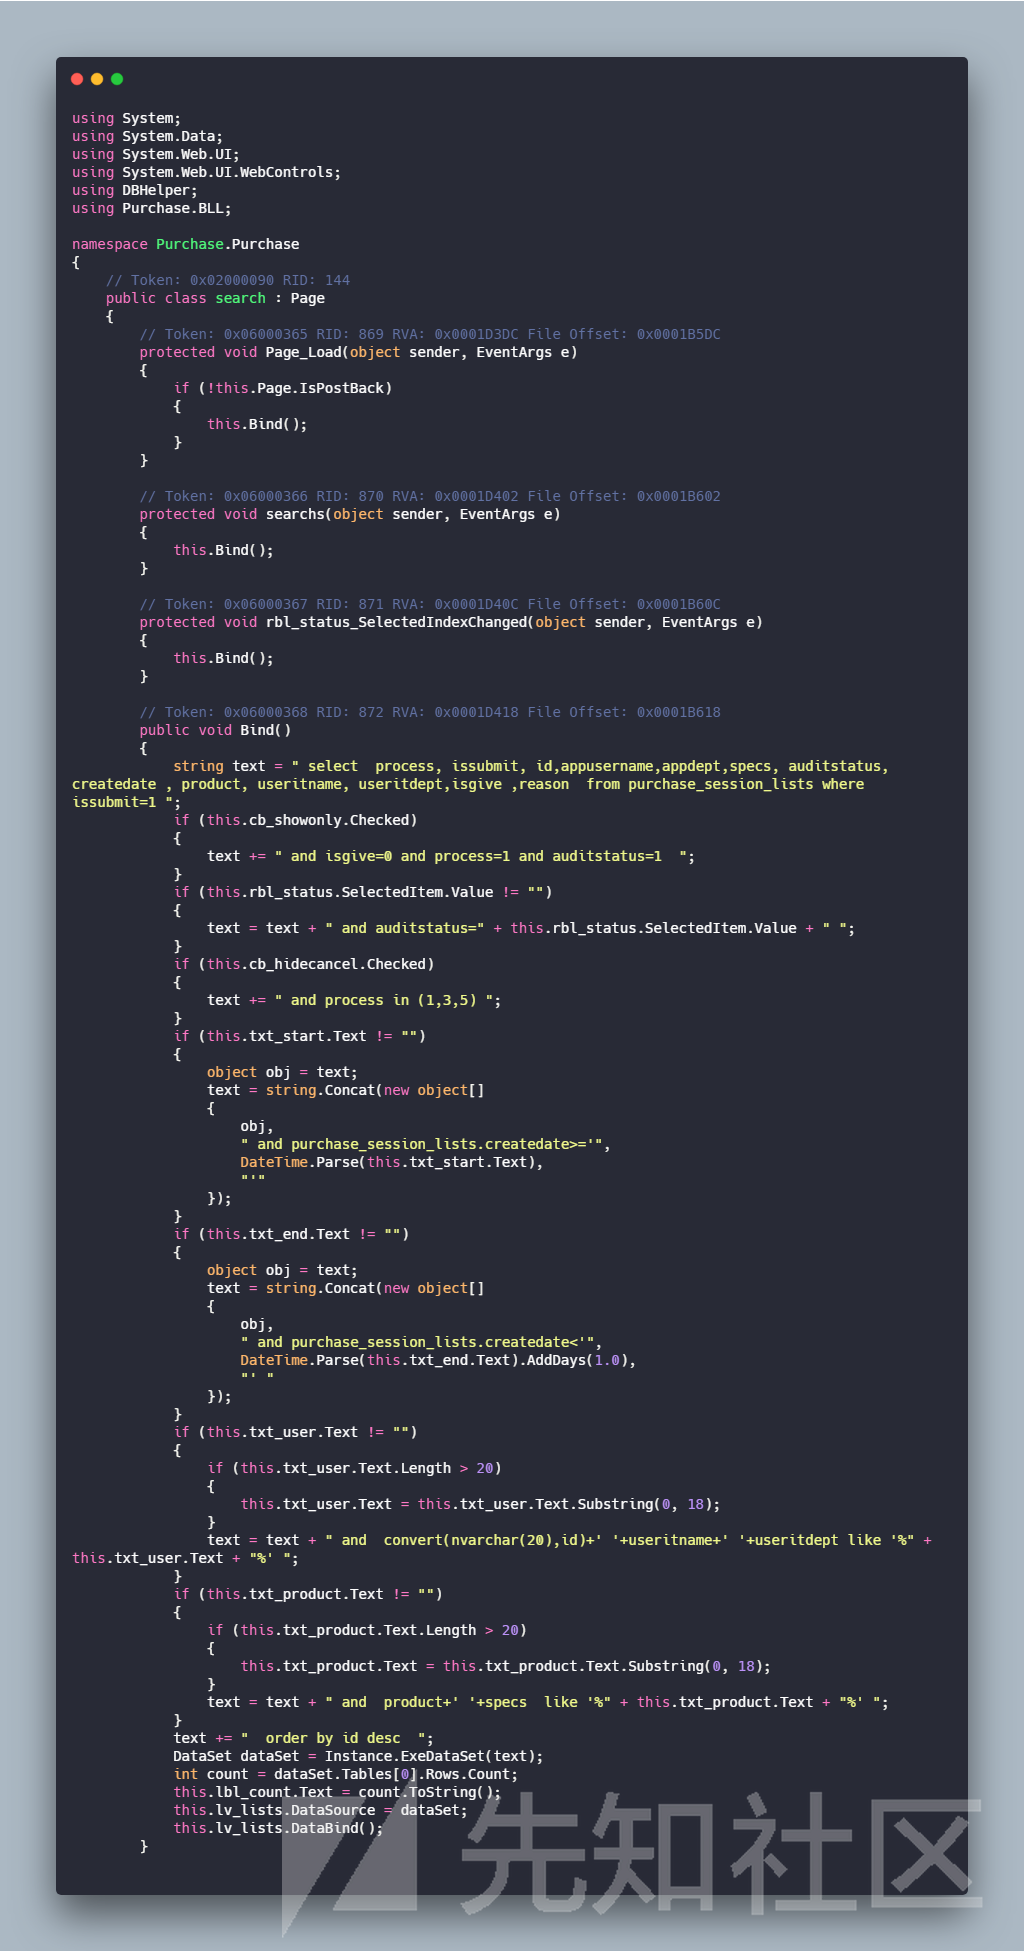 using System;
using System.Data;
using System.Web.UI;
using System.Web.UI.WebControls;
using DBHelper;
using Purchase.BLL;

namespace Purchase.Purchase
{
    // Token: 0x02000090 RID: 144
    public class search : Page
    {
        // Token: 0x06000365 RID: 869 RVA: 0x0001D3DC File Offset: 0x0001B5DC
        protected void Page_Load(object sender, EventArgs e)
        {
            if (!this.Page.IsPostBack)
            {
                this.Bind();
            }
        }

        // Token: 0x06000366 RID: 870 RVA: 0x0001D402 File Offset: 0x0001B602
        protected void searchs(object sender, EventArgs e)
        {
            this.Bind();
        }

        // Token: 0x06000367 RID: 871 RVA: 0x0001D40C File Offset: 0x0001B60C
        protected void rbl_status_SelectedIndexChanged(object sender, EventArgs e)
        {
            this.Bind();
        }

        // Token: 0x06000368 RID: 872 RVA: 0x0001D418 File Offset: 0x0001B618
        public void Bind()
        {
            string text = " select  process, issubmit, id,appusername,appdept,specs, auditstatus,
createdate , product, useritname, useritdept,isgive ,reason  from purchase_session_lists where
issubmit=1 ";
            if (this.cb_showonly.Checked)
            {
                text += " and isgive=0 and process=1 and auditstatus=1  ";
            }
            if (this.rbl_status.SelectedItem.Value != "")
            {
                text = text + " and auditstatus=" + this.rbl_status.SelectedItem.Value + " ";
            }
            if (this.cb_hidecancel.Checked)
            {
                text += " and process in (1,3,5) ";
            }
            if (this.txt_start.Text != "")
            {
                object obj = text;
                text = string.Concat(new object[]
                {
                    obj,
                    " and purchase_session_lists.createdate>='",
                    DateTime.Parse(this.txt_start.Text),
                    "'"
                });
            }
            if (this.txt_end.Text != "")
            {
                object obj = text;
                text = string.Concat(new object[]
                {
                    obj,
                    " and purchase_session_lists.createdate<'",
                    DateTime.Parse(this.txt_end.Text).AddDays(1.0),
                    "' "
                });
            }
            if (this.txt_user.Text != "")
            {
                if (this.txt_user.Text.Length > 20)
                {
                    this.txt_user.Text = this.txt_user.Text.Substring(0, 18);
                }
                text = text + " and  convert(nvarchar(20),id)+' '+useritname+' '+useritdept like '%" +
this.txt_user.Text + "%' ";
            }
            if (this.txt_product.Text != "")
            {
                if (this.txt_product.Text.Length > 20)
                {
                    this.txt_product.Text = this.txt_product.Text.Substring(0, 18);
                }
                text = text + " and  product+' '+specs  like '%" + this.txt_product.Text + "%' ";
            }
            text += "  order by id desc  ";
            DataSet dataSet = Instance.ExeDataSet(text);
            int count = dataSet.Tables[0].Rows.Count;
            this.lbl_count.Text = count.ToString();
            this.lv_lists.DataSource = dataSet;
            this.lv_lists.DataBind();
        }
先知社区